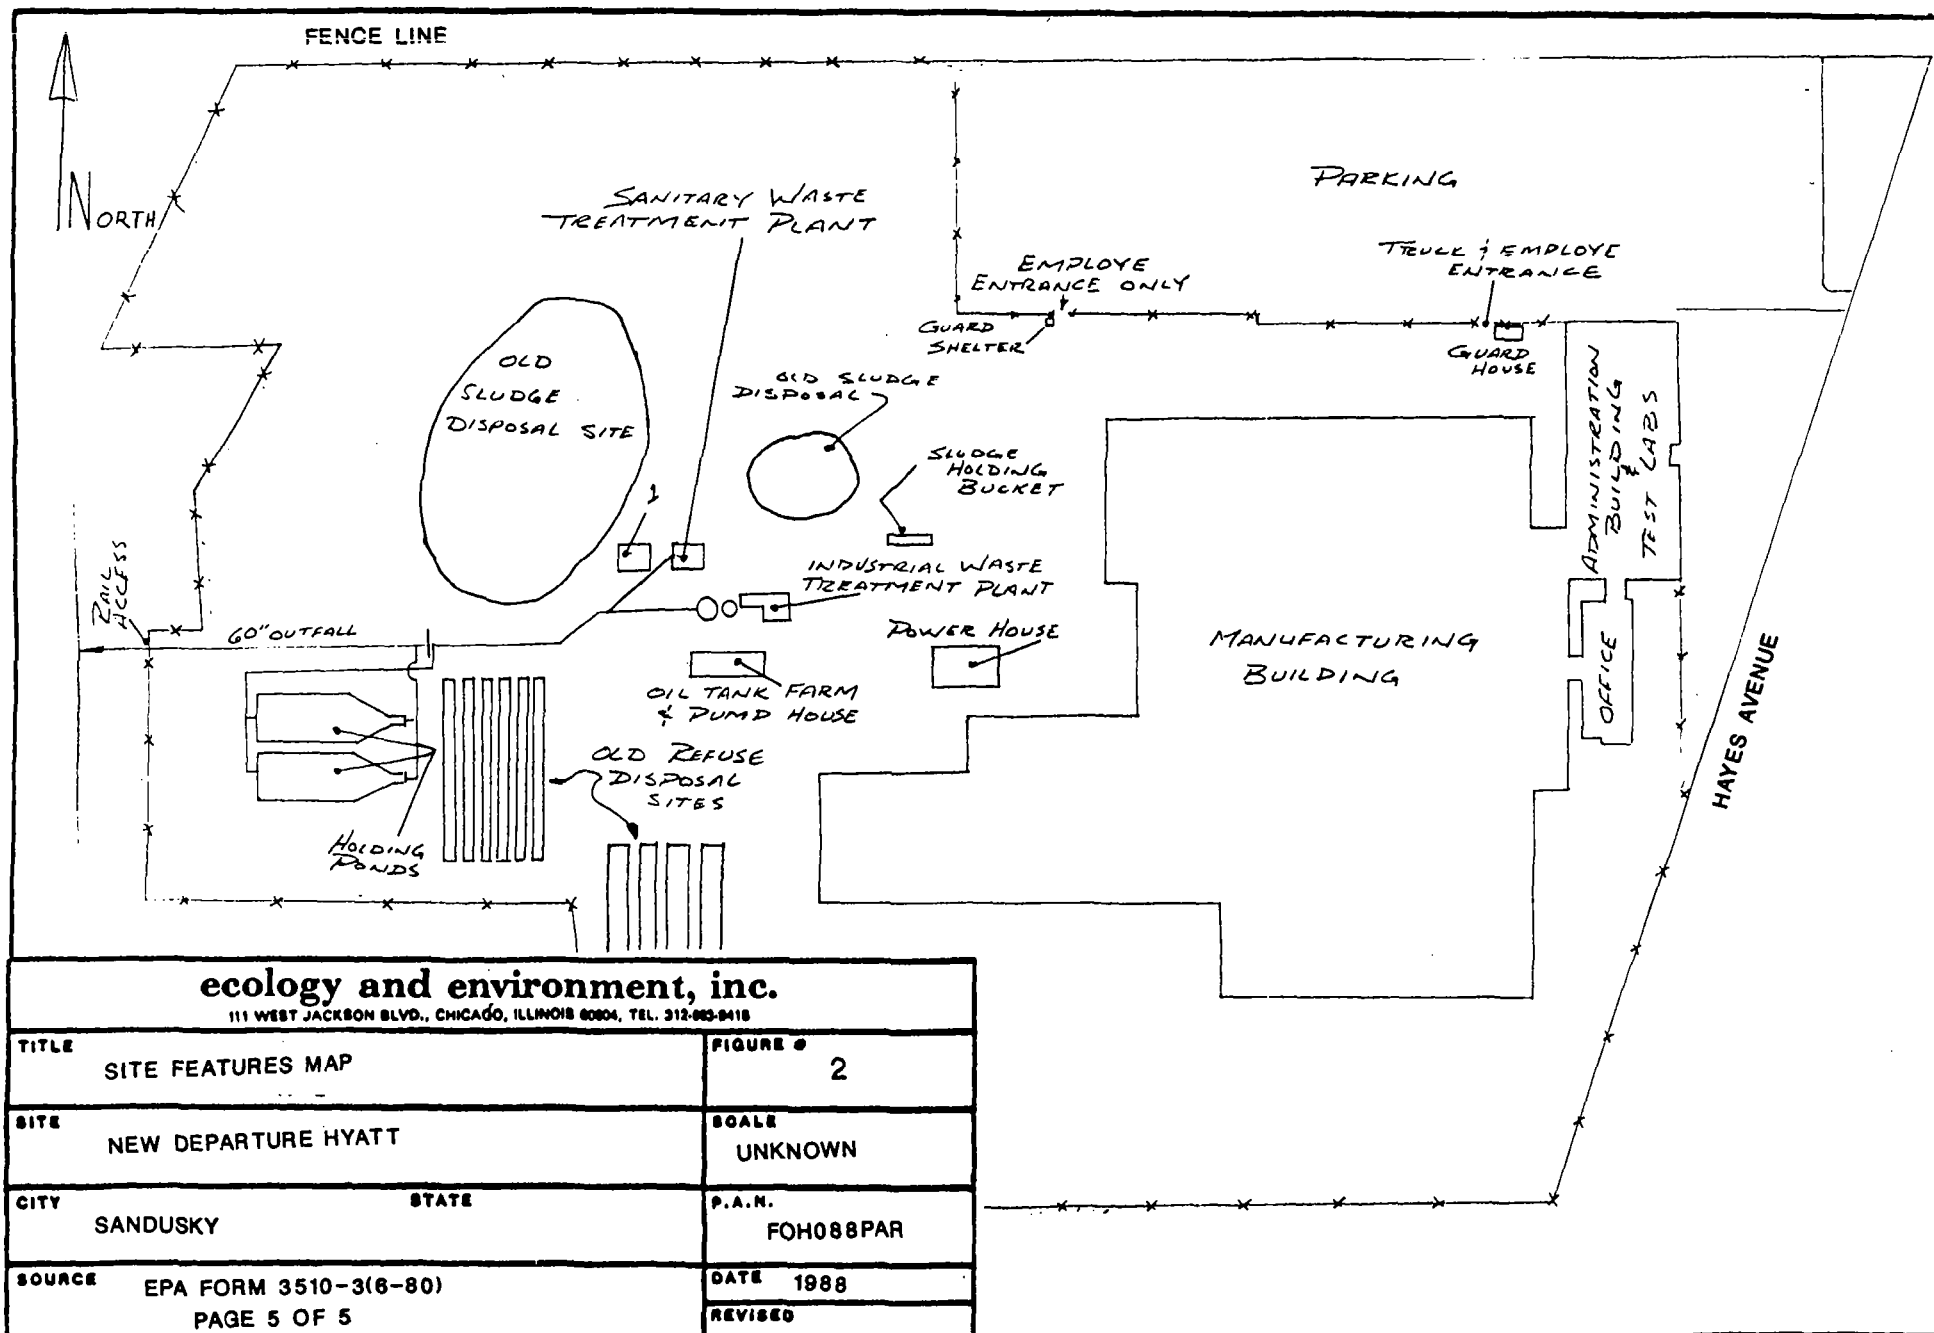 FENCE LINE
NORTH
SANITARY WASTE
TREATMENT PLANT
PARKING
EMPLOYE
ENTRANCE ONLY
TRUCK & EMPLOYE
ENTRANCE
GUARD
SHELTER
GUARD
HOUSE
OLD
SLUDGE
DISPOSAL SITE
OLD SLUDGE
DISPOSAL
SLUDGE
HOLDING
BUCKET
1
ADMINISTRATION
BUILDING
&
TEST LABS
INDUSTRIAL WASTE
TREATMENT PLANT
RAIL
ACCESS
60" OUTFALL
POWER HOUSE
MANUFACTURING
BUILDING
OFFICE
HAYES AVENUE
OIL TANK FARM
& PUMP HOUSE
OLD REFUSE
DISPOSAL
SITES
HOLDING
PONDS
ecology and environment, inc.
111 WEST JACKSON BLVD., CHICAGO, ILLINOIS 60604, TEL. 312-663-9415
TITLE
SITE FEATURES MAP
FIGURE #
2
SITE
NEW DEPARTURE HYATT
SCALE
UNKNOWN
CITY
STATE
SANDUSKY
P.A.N.
FOH088PAR
SOURCE
EPA FORM 3510-3(6-80)
PAGE 5 OF 5
DATE 1988
REVISED